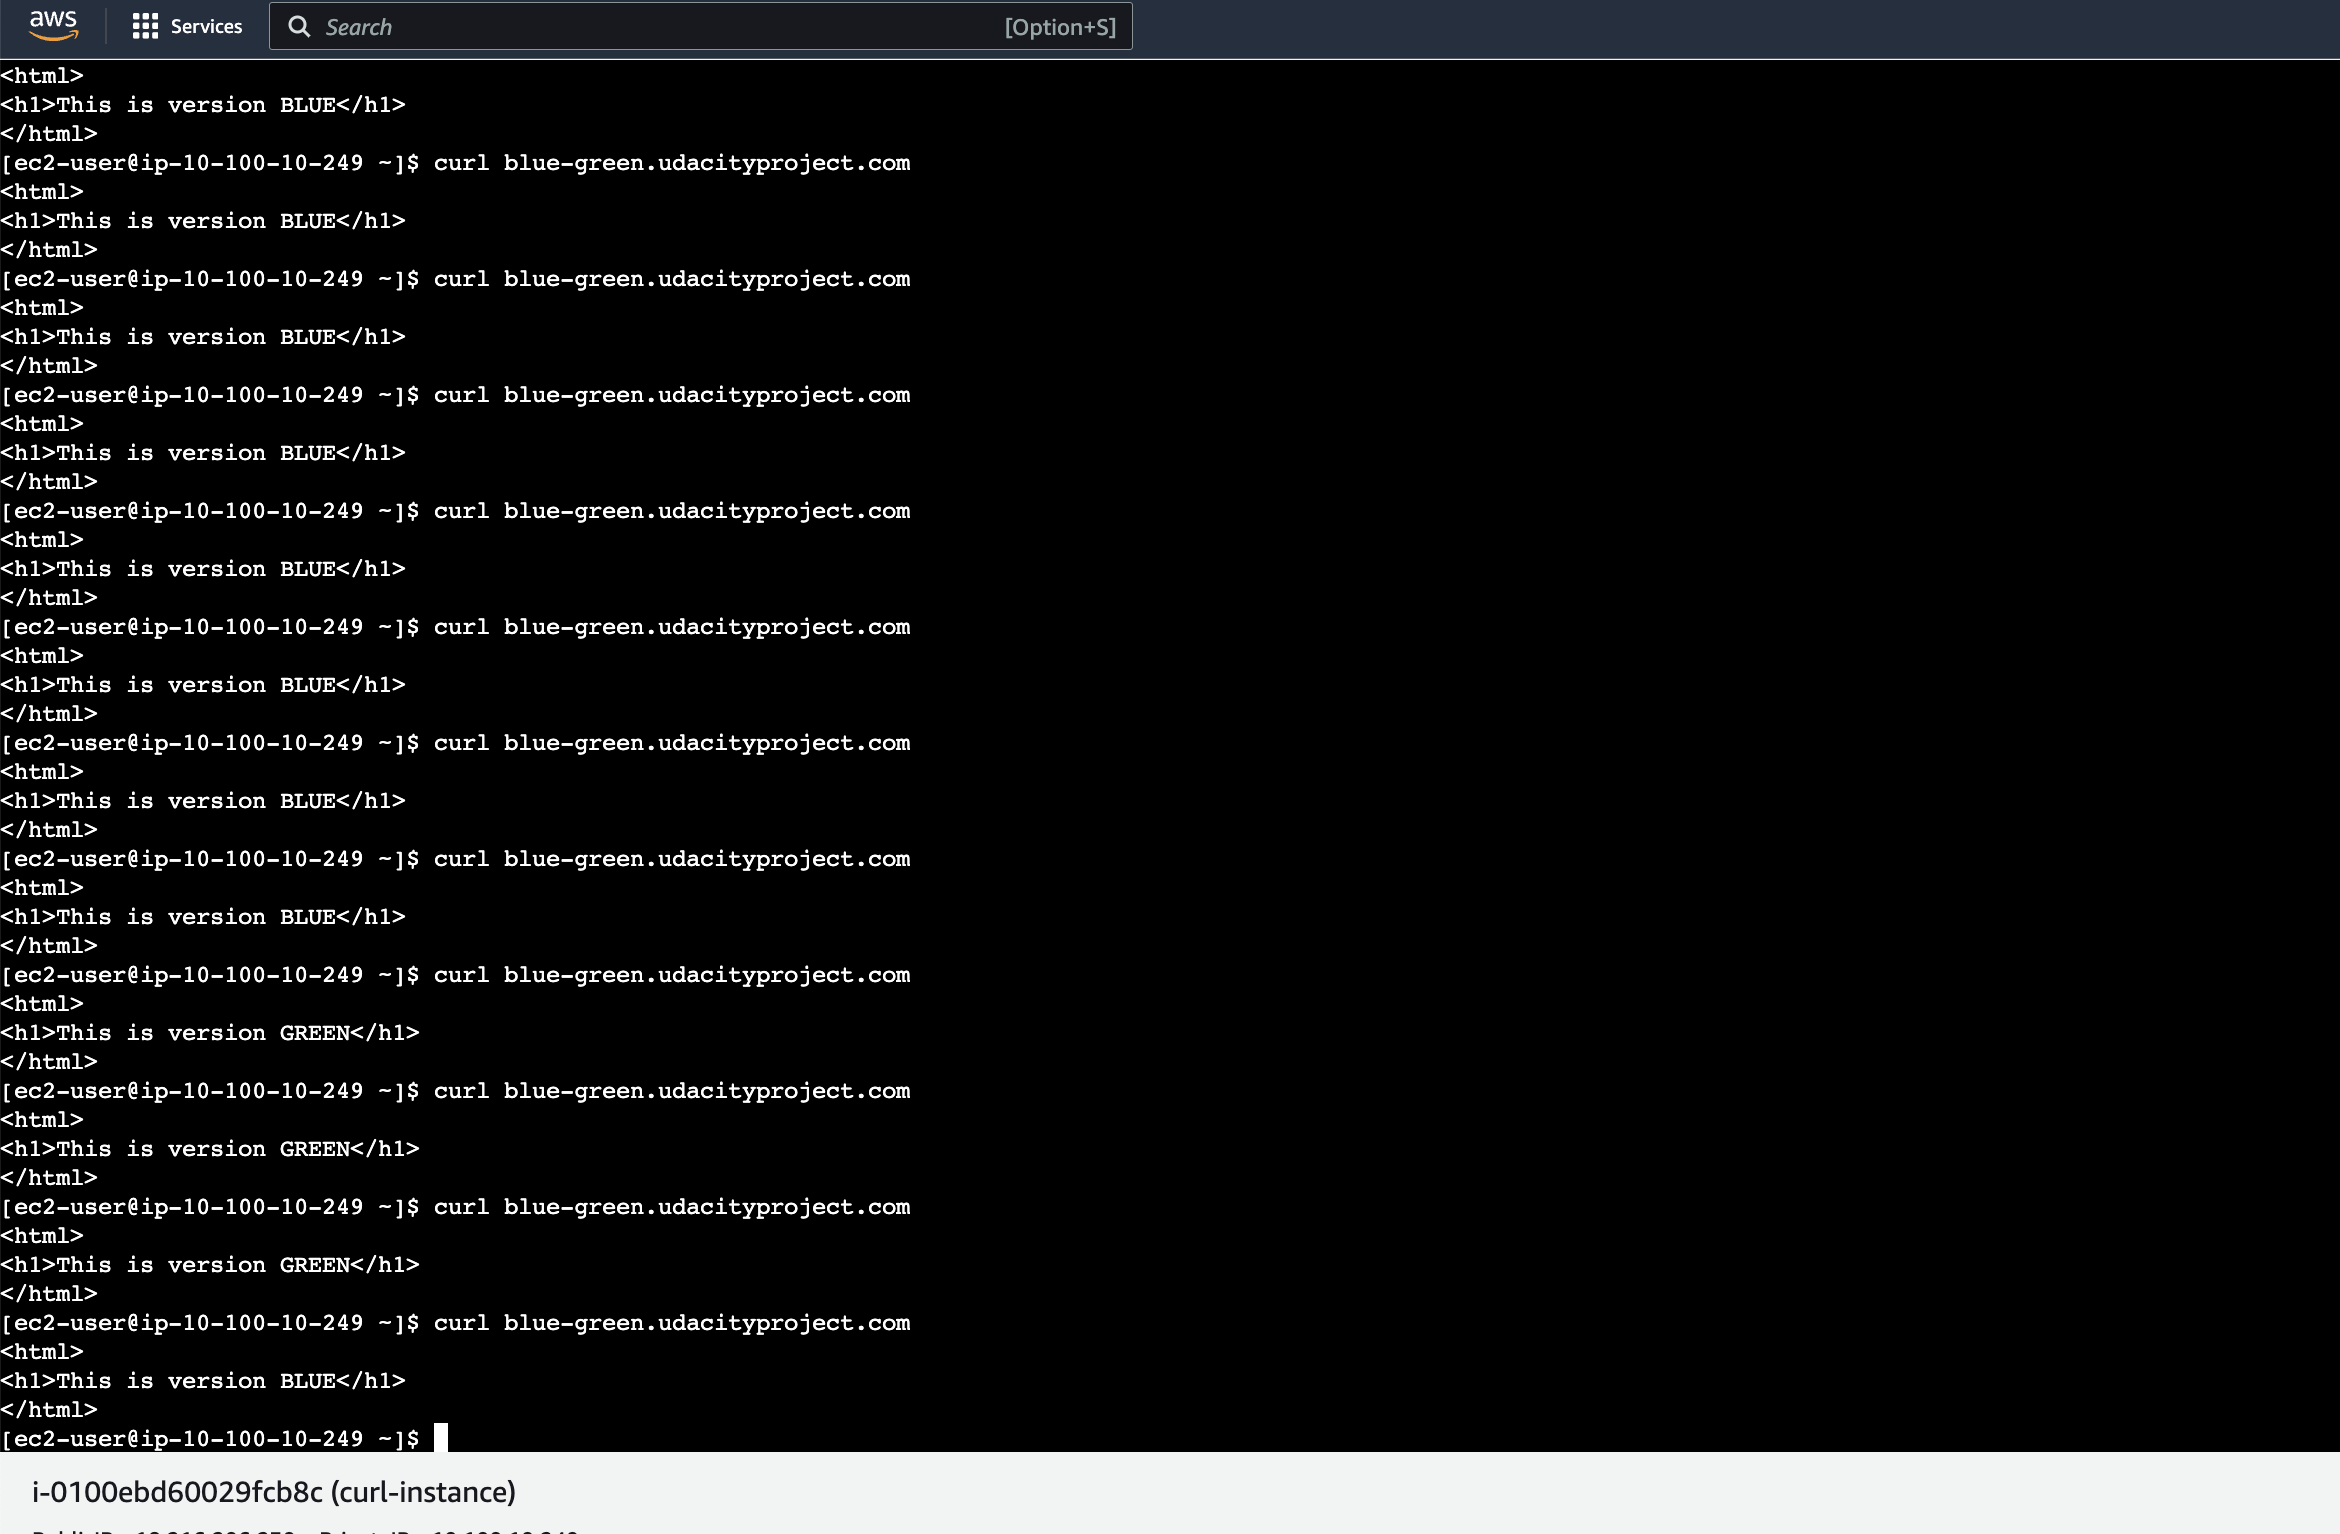 aws
Services
Search
[Option+S]
<html>
<h1>This is version BLUE</h1>
</html>
[ec2-user@ip-10-100-10-249 ~]$ curl blue-green.udacityproject.com
<html>
<h1>This is version BLUE</h1>
</html>
[ec2-user@ip-10-100-10-249 ~]$ curl blue-green.udacityproject.com
<html>
<h1>This is version BLUE</h1>
</html>
[ec2-user@ip-10-100-10-249 ~]$ curl blue-green.udacityproject.com
<html>
<h1>This is version BLUE</h1>
</html>
[ec2-user@ip-10-100-10-249 ~]$ curl blue-green.udacityproject.com
<html>
<h1>This is version BLUE</h1>
</html>
[ec2-user@ip-10-100-10-249 ~]$ curl blue-green.udacityproject.com
<html>
<h1>This is version BLUE</h1>
</html>
[ec2-user@ip-10-100-10-249 ~]$ curl blue-green.udacityproject.com
<html>
<h1>This is version BLUE</h1>
</html>
[ec2-user@ip-10-100-10-249 ~]$ curl blue-green.udacityproject.com
<html>
<h1>This is version BLUE</h1>
</html>
[ec2-user@ip-10-100-10-249 ~]$ curl blue-green.udacityproject.com
<html>
<h1>This is version GREEN</h1>
</html>
[ec2-user@ip-10-100-10-249 ~]$ curl blue-green.udacityproject.com
<html>
<h1>This is version GREEN</h1>
</html>
[ec2-user@ip-10-100-10-249 ~]$ curl blue-green.udacityproject.com
<html>
<h1>This is version GREEN</h1>
</html>
[ec2-user@ip-10-100-10-249 ~]$ curl blue-green.udacityproject.com
<html>
<h1>This is version BLUE</h1>
</html>
[ec2-user@ip-10-100-10-249 ~]$
i-0100ebd60029fcb8c (curl-instance)